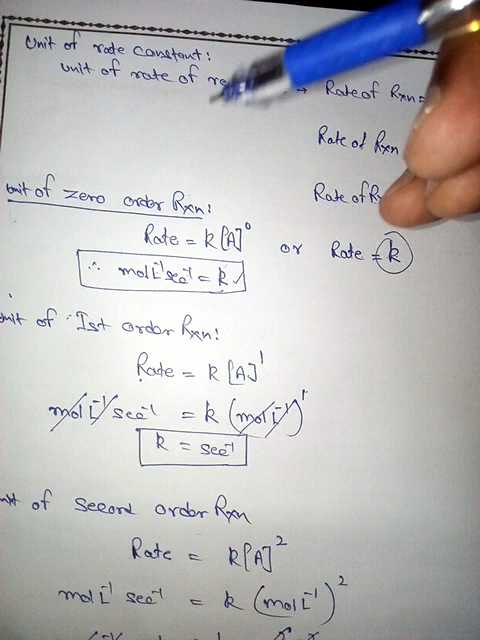 Unit of rate constant:
Unit of rate of
→ Rate of Rxn =
Rate of Rxn
Rate of
Unit of zero order Rxn:
Rate = k[A]⁰ or Rate = k
∴ mol L⁻¹ sec⁻¹ = k
Unit of Ist order Rxn:
Rate = k[A]¹
mol L⁻¹ sec⁻¹ = k (mol L⁻¹)¹
k = sec⁻¹
Unit of second order Rxn
Rate = k[A]²
mol L⁻¹ sec⁻¹ = k (mol L⁻¹)²